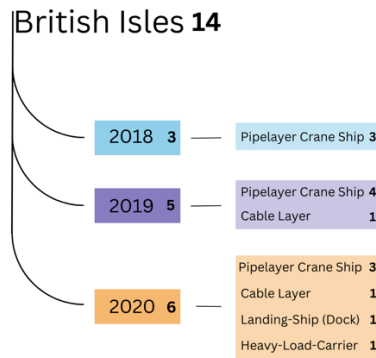 British Isles 14
2018 3
Pipelayer Crane Ship 3
2019 5
Pipelayer Crane Ship 4
Cable Layer 1
2020 6
Pipelayer Crane Ship 3
Cable Layer 1
Landing-Ship (Dock) 1
Heavy-Load-Carrier 1